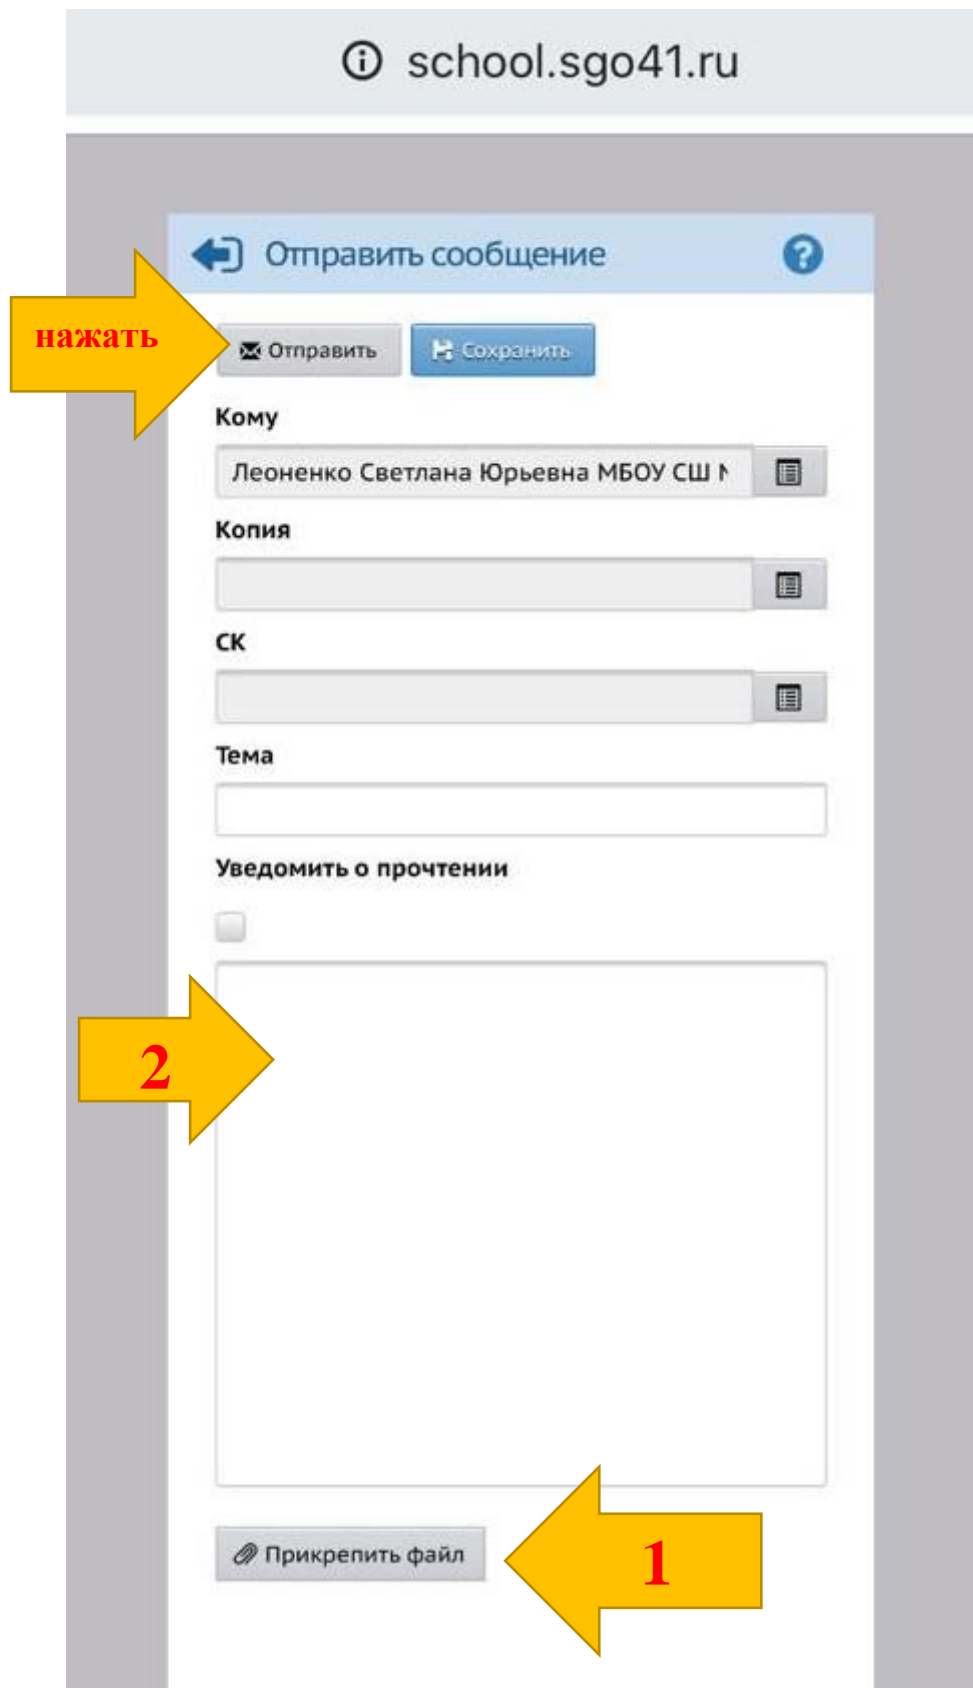 school.sgo41.ru
Отправить сообщение
нажать
Отправить
Сохранить
Кому
Леоненко Светлана Юрьевна МБОУ СШ
Копия
СК
Тема
Уведомить о прочтении
2
Прикрепить файл
1